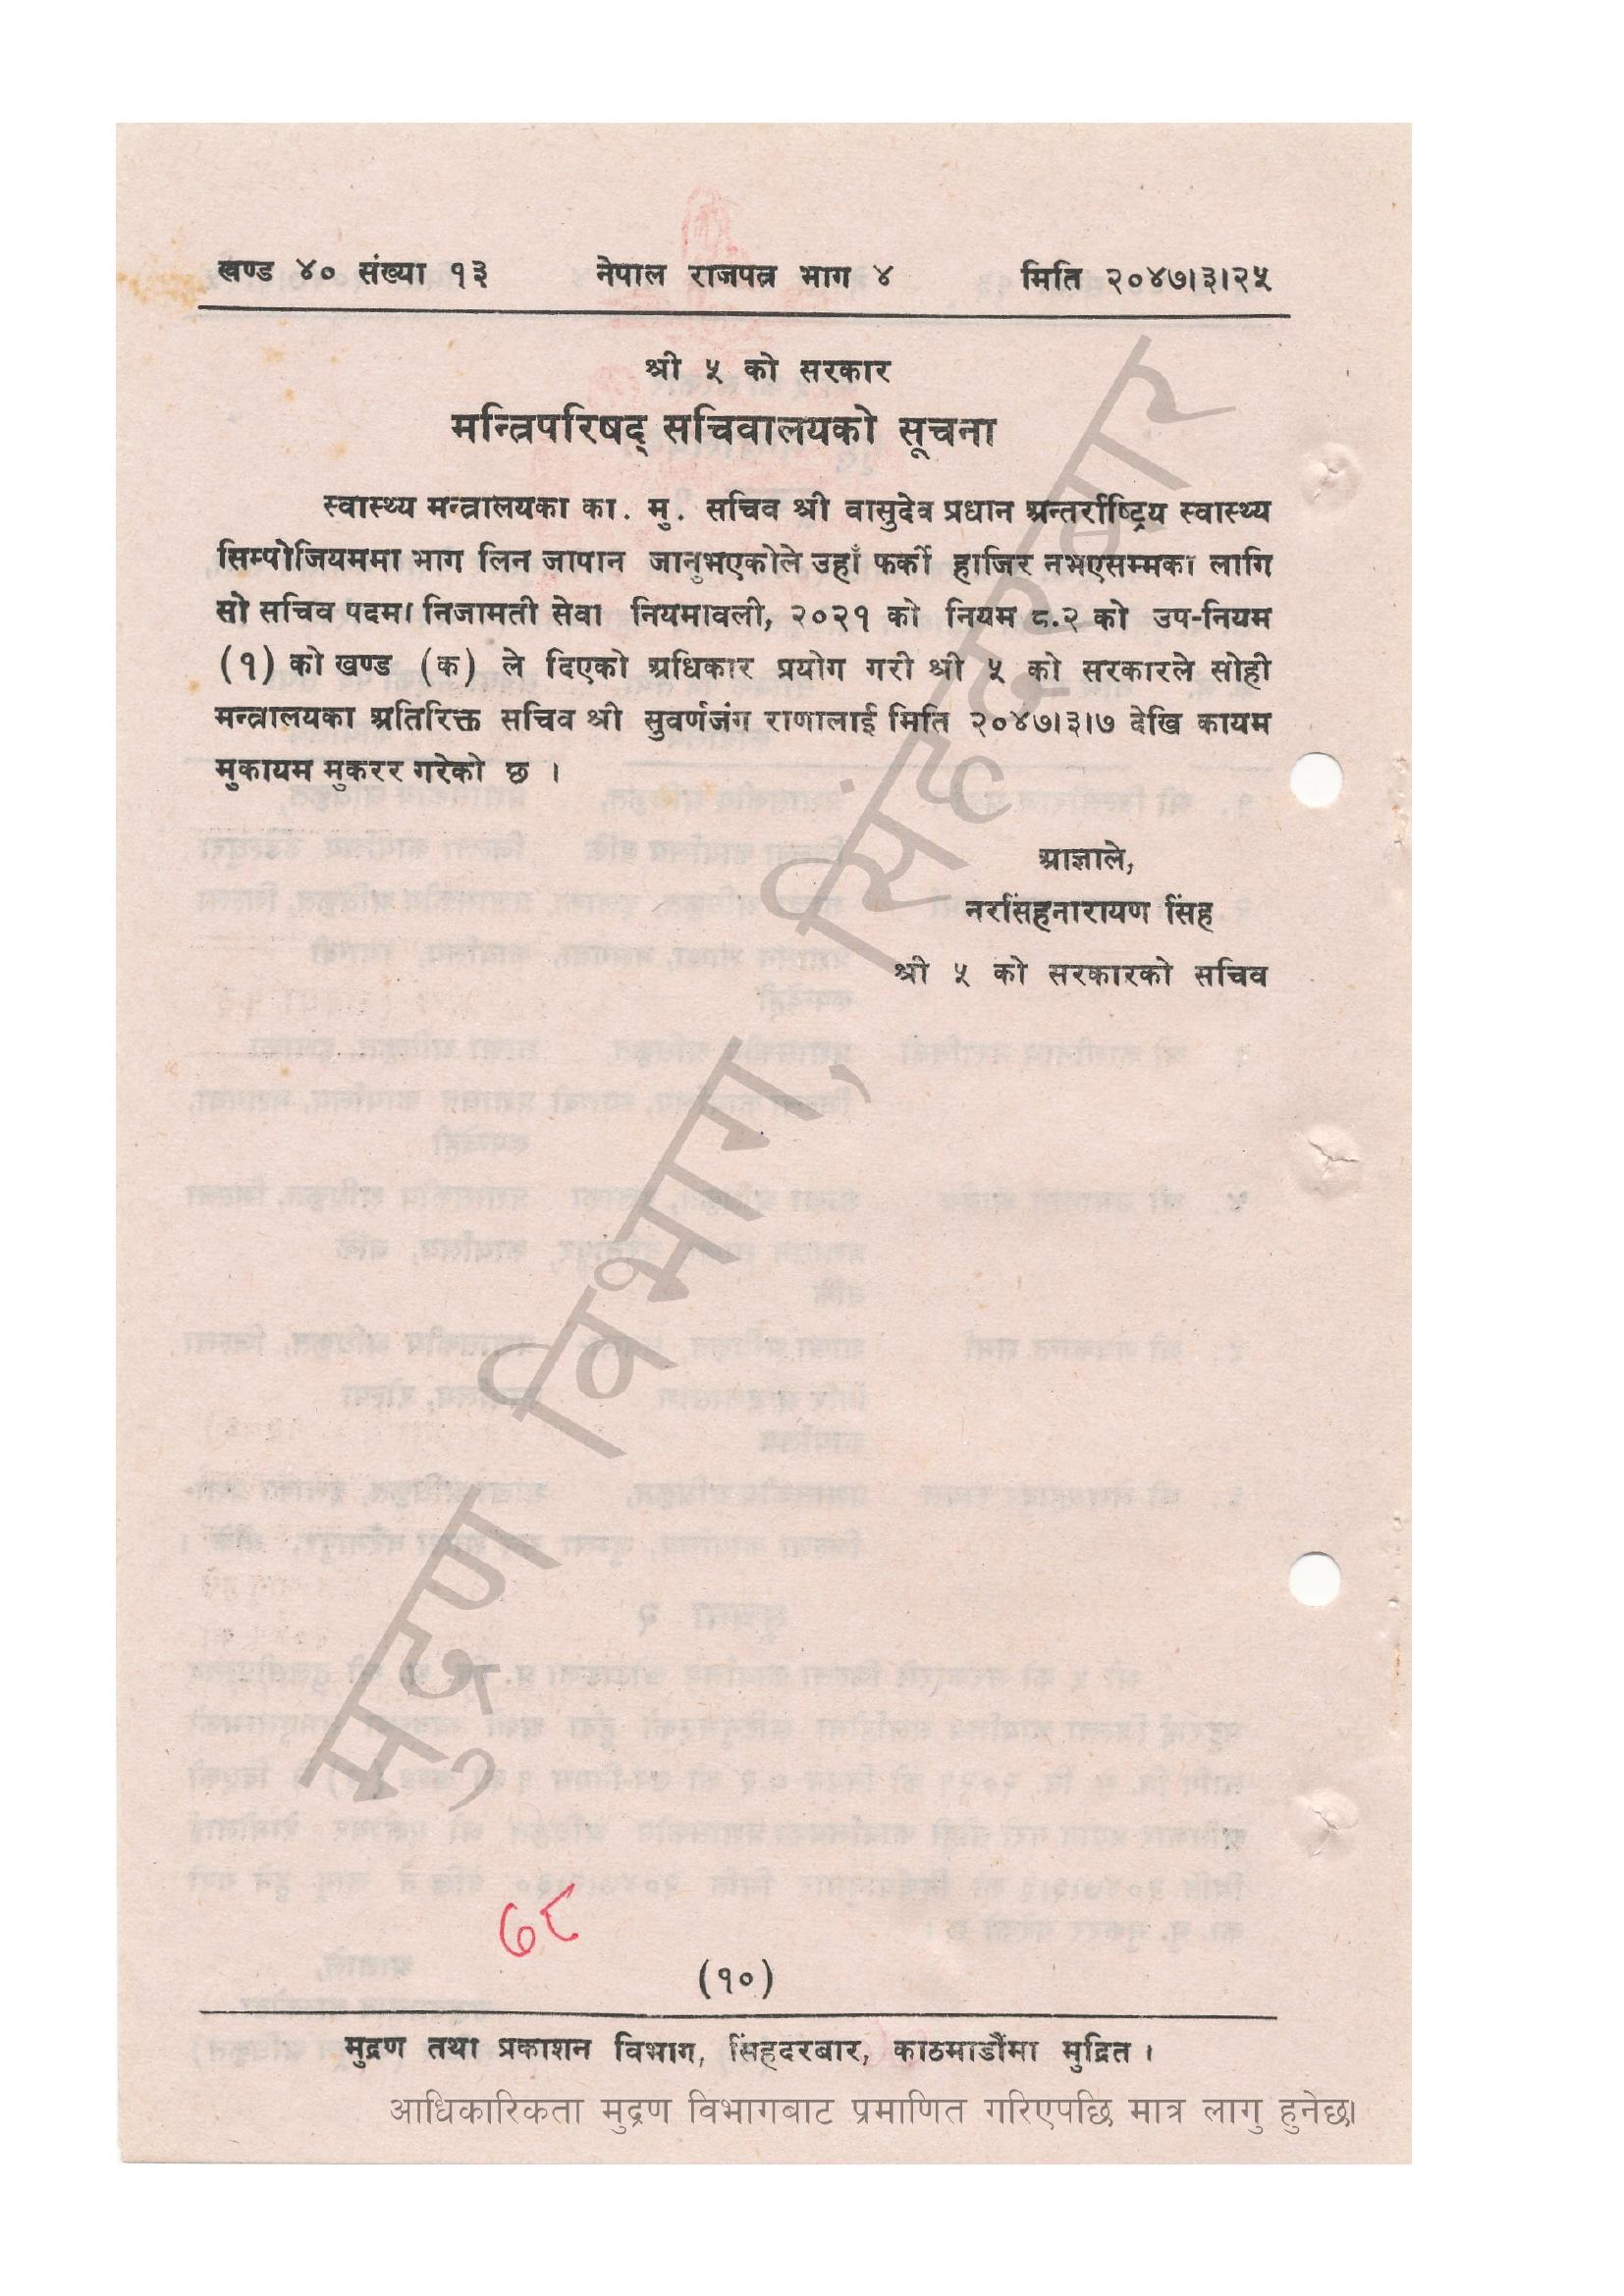 खण्ड ४० संख्या १३ नेपाल राजपत्र भाग ४ मिति २०४७।३।२५
श्री ५ को सरकार
मन्त्रिपरिषद् सचिवालयको सूचना
स्वास्थ्य मन्त्रालयका का. मु. सचिव श्री वासुदेव प्रधान अन्तर्राष्ट्रिय स्वास्थ्य
सिम्पोजियममा भाग लिन जापान जानुभएकोले उहाँ फर्की हाजिर नभएसम्मका लागि
सो सचिव पदमा निजामती सेवा नियमावली, २०२१ को नियम ८.२ को उप-नियम
(१) को खण्ड (क) ले दिएको अधिकार प्रयोग गरी श्री ५ को सरकारले सोही
मन्त्रालयका अतिरिक्त सचिव श्री सुवर्णजंग राणालाई मिति २०४७।३।७ देखि कायम
मुकायम मुकरर गरेको छ ।
आज्ञाले,
नरसिंहनारायण सिंह
श्री ५ को सरकारको सचिव
मुद्रण विभाग, सिंहदरबार
७८
(१०)
मुद्रण तथा प्रकाशन विभाग, सिंहदरबार, काठमाडौंमा मुद्रित ।
आधिकारिकता मुद्रण विभागबाट प्रमाणित गरिएपछि मात्र लागु हुनेछ।